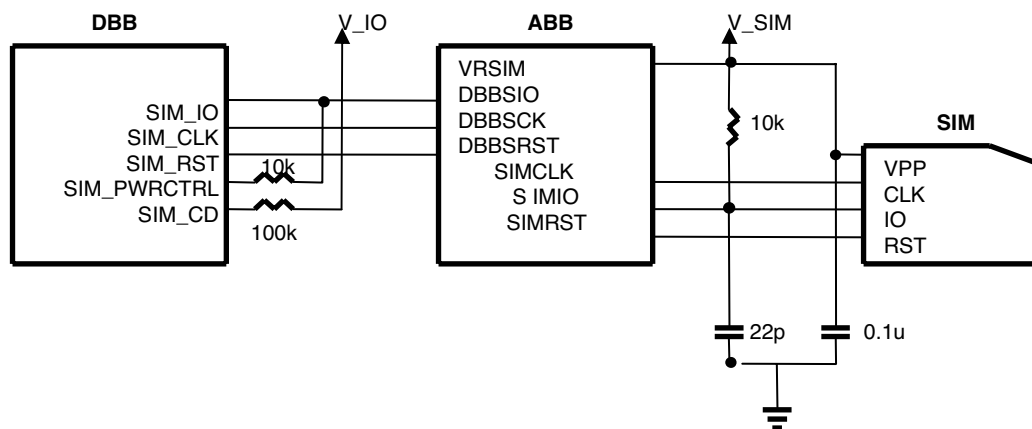 DBB
V_IO
ABB
V_SIM
SIM_IO
SIM_CLK
SIM_RST
SIM_PWRCTRL
SIM_CD
10k
100k
VRSIM
DBBSIO
DBBSCK
DBBSRST
SIMCLK
S IMIO
SIMRST
10k
SIM
VPP
CLK
IO
RST
22p
0.1u